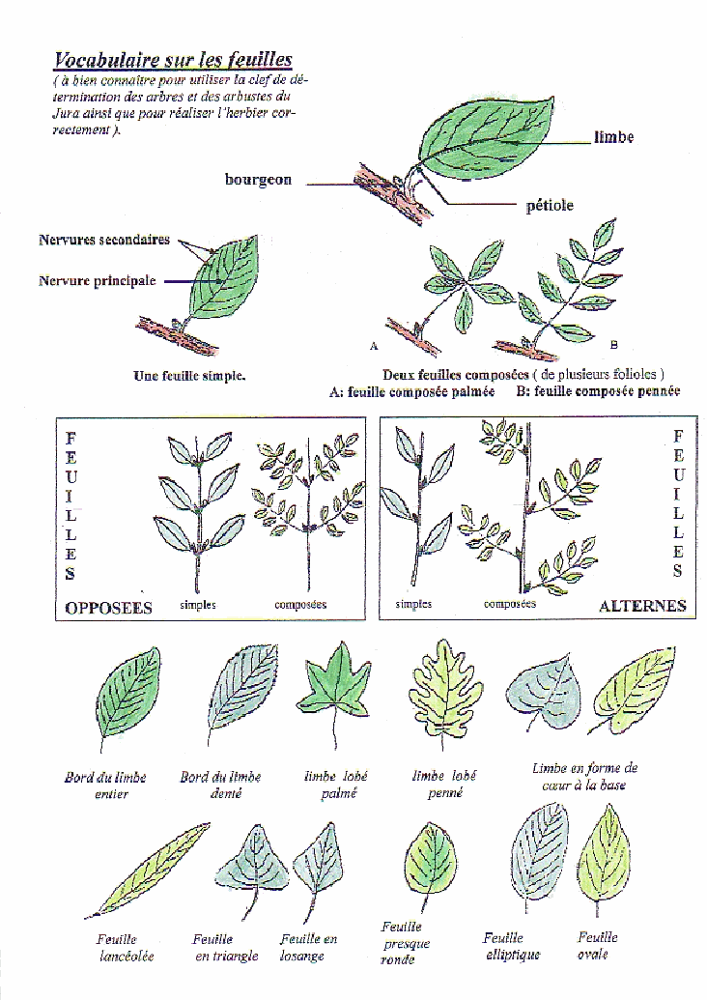 Vocabulaire sur les feuilles
( à bien connaître pour utiliser la clef de dé-
termination des arbres et des arbustes du
Jura ainsi que pour réaliser l'herbier cor-
rectement ).
limbe
bourgeon
pétiole
Nervures secondaires
Nervure principale
A
B
Une feuille simple.
Deux feuilles composées ( de plusieurs folioles )
A: feuille composée palmée B: feuille composée pennée
FEUILLES
OPPOSEES
simples
composées
FEUILLES
simples
composées
ALTERNES
Bord du limbe
entier
Bord du limbe
denté
limbe lobé
palmé
limbe lobé
penné
Limbe en forme de
cœur à la base
Feuille
lancéolée
Feuille
en triangle
Feuille en
losange
Feuille
presque
ronde
Feuille
elliptique
Feuille
ovale